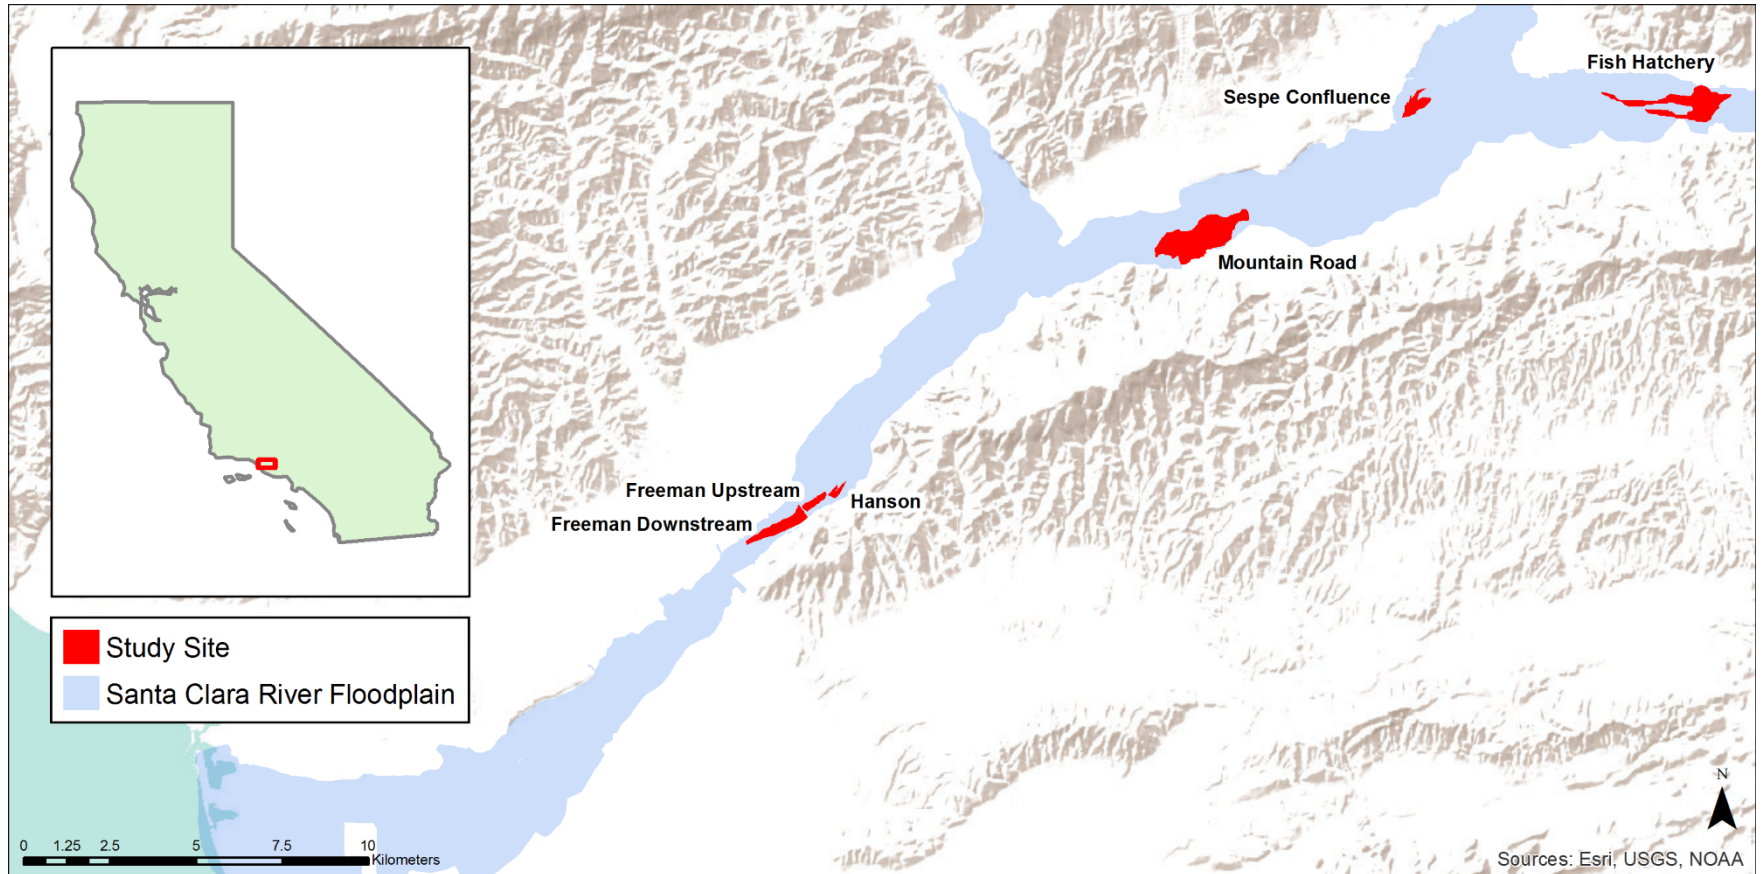 Fish Hatchery
Sespe Confluence
Mountain Road
Freeman Upstream
Hanson
Freeman Downstream
Study Site
Santa Clara River Floodplain
N
0 1.25 2.5 5 7.5 10
Kilometers
Sources: Esri, USGS, NOAA